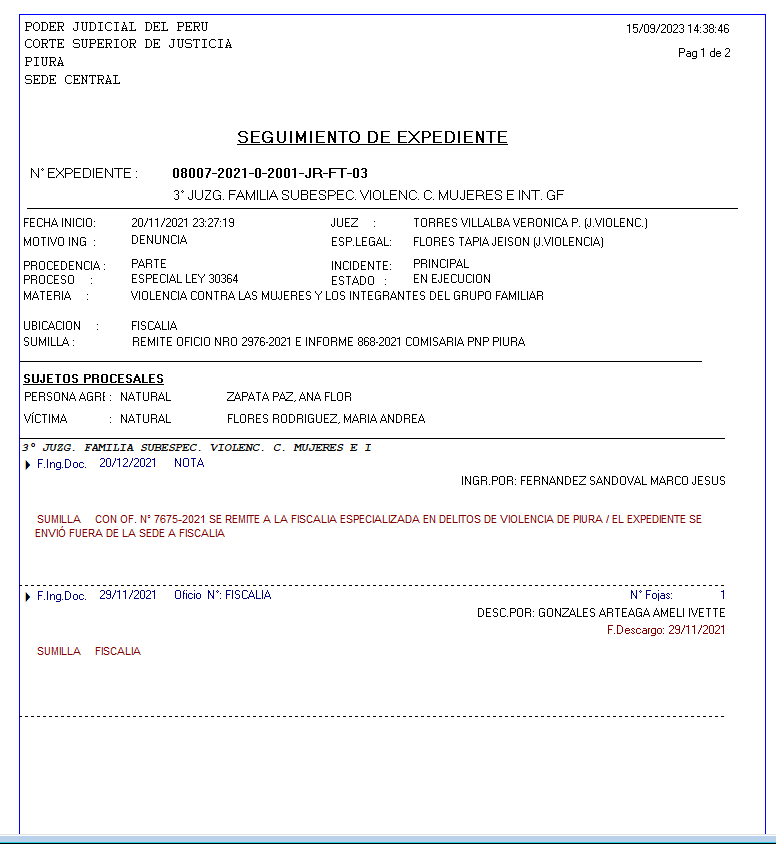 PODER JUDICIAL DEL PERU
15/09/2023 14:38:46
CORTE SUPERIOR DE JUSTICIA
Pag 1 de 2
PIURA
SEDE CENTRAL
SEGUIMIENTO DE EXPEDIENTE
N° EXPEDIENTE : 08007-2021-0-2001-JR-FT-03
3° JUZG. FAMILIA SUBESPEC. VIOLENC. C. MUJERES E INT. GF
FECHA INICIO: 20/11/2021 23:27:19 JUEZ : TORRES VILLALBA VERONICA P. (J.VIOLENC.)
MOTIVO ING : DENUNCIA ESP.LEGAL: FLORES TAPIA JEISON (J.VIOLENCIA)
PROCEDENCIA : PARTE INCIDENTE: PRINCIPAL
PROCESO : ESPECIAL LEY 30364 ESTADO : EN EJECUCION
MATERIA : VIOLENCIA CONTRA LAS MUJERES Y LOS INTEGRANTES DEL GRUPO FAMILIAR
UBICACION : FISCALIA
SUMILLA : REMITE OFICIO NRO 2976-2021 E INFORME 868-2021 COMISARIA PNP PIURA
SUJETOS PROCESALES
PERSONA AGRE : NATURAL ZAPATA PAZ, ANA FLOR
VÍCTIMA : NATURAL FLORES RODRIGUEZ, MARIA ANDREA
3° JUZG. FAMILIA SUBESPEC. VIOLENC. C. MUJERES E I
F.Ing.Doc. 20/12/2021 NOTA
INGR.POR: FERNANDEZ SANDOVAL MARCO JESUS
SUMILLA CON OF. N° 7675-2021 SE REMITE A LA FISCALIA ESPECIALIZADA EN DELITOS DE VIOLENCIA DE PIURA / EL EXPEDIENTE SE
ENVIÓ FUERA DE LA SEDE A FISCALIA
F.Ing.Doc. 29/11/2021 Oficio N°: FISCALIA N° Fojas: 1
DESC.POR: GONZALES ARTEAGA AMELI IVETTE
F.Descargo: 29/11/2021
SUMILLA FISCALIA